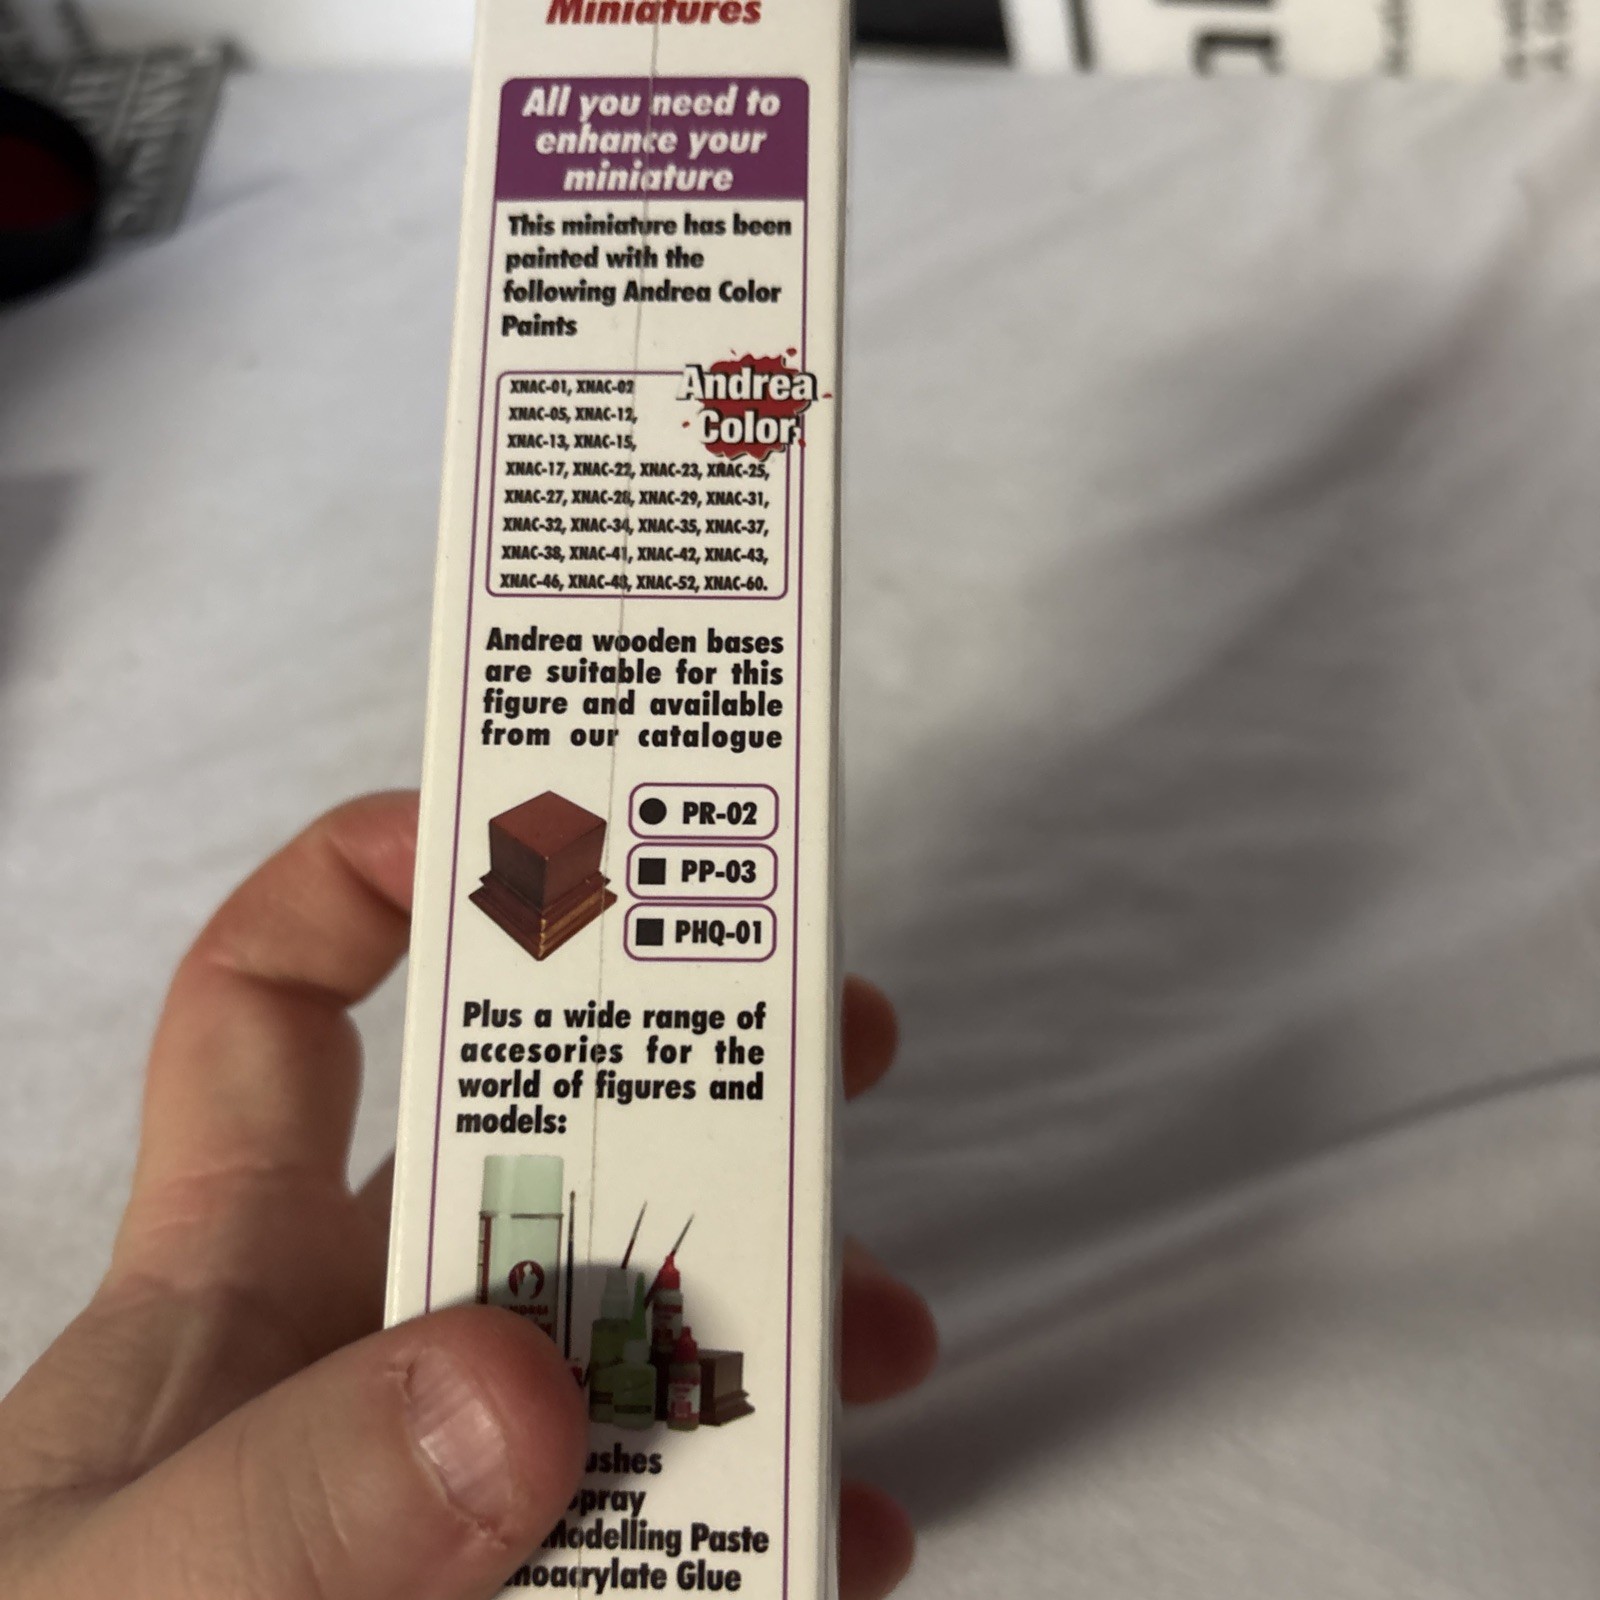 Miniatures
All you need to
enhance your
miniature
This miniature has been
painted with the
following Andrea Color
Paints
Andrea
Color
XNAC-01, XNAC-02
XNAC-05, XNAC-12,
XNAC-13, XNAC-15,
XNAC-17, XNAC-22, XNAC-23, XNAC-25,
XNAC-27, XNAC-28, XNAC-29, XNAC-31,
XNAC-32, XNAC-34, XNAC-35, XNAC-37,
XNAC-38, XNAC-41, XNAC-42, XNAC-43,
XNAC-46, XNAC-48, XNAC-52, XNAC-60.
Andrea wooden bases
are suitable for this
figure and available
from our catalogue
PR-02
PP-03
PHQ-01
Plus a wide range of
accesories for the
world of figures and
models:
ushes
pray
Modelling Paste
noacrylate Glue